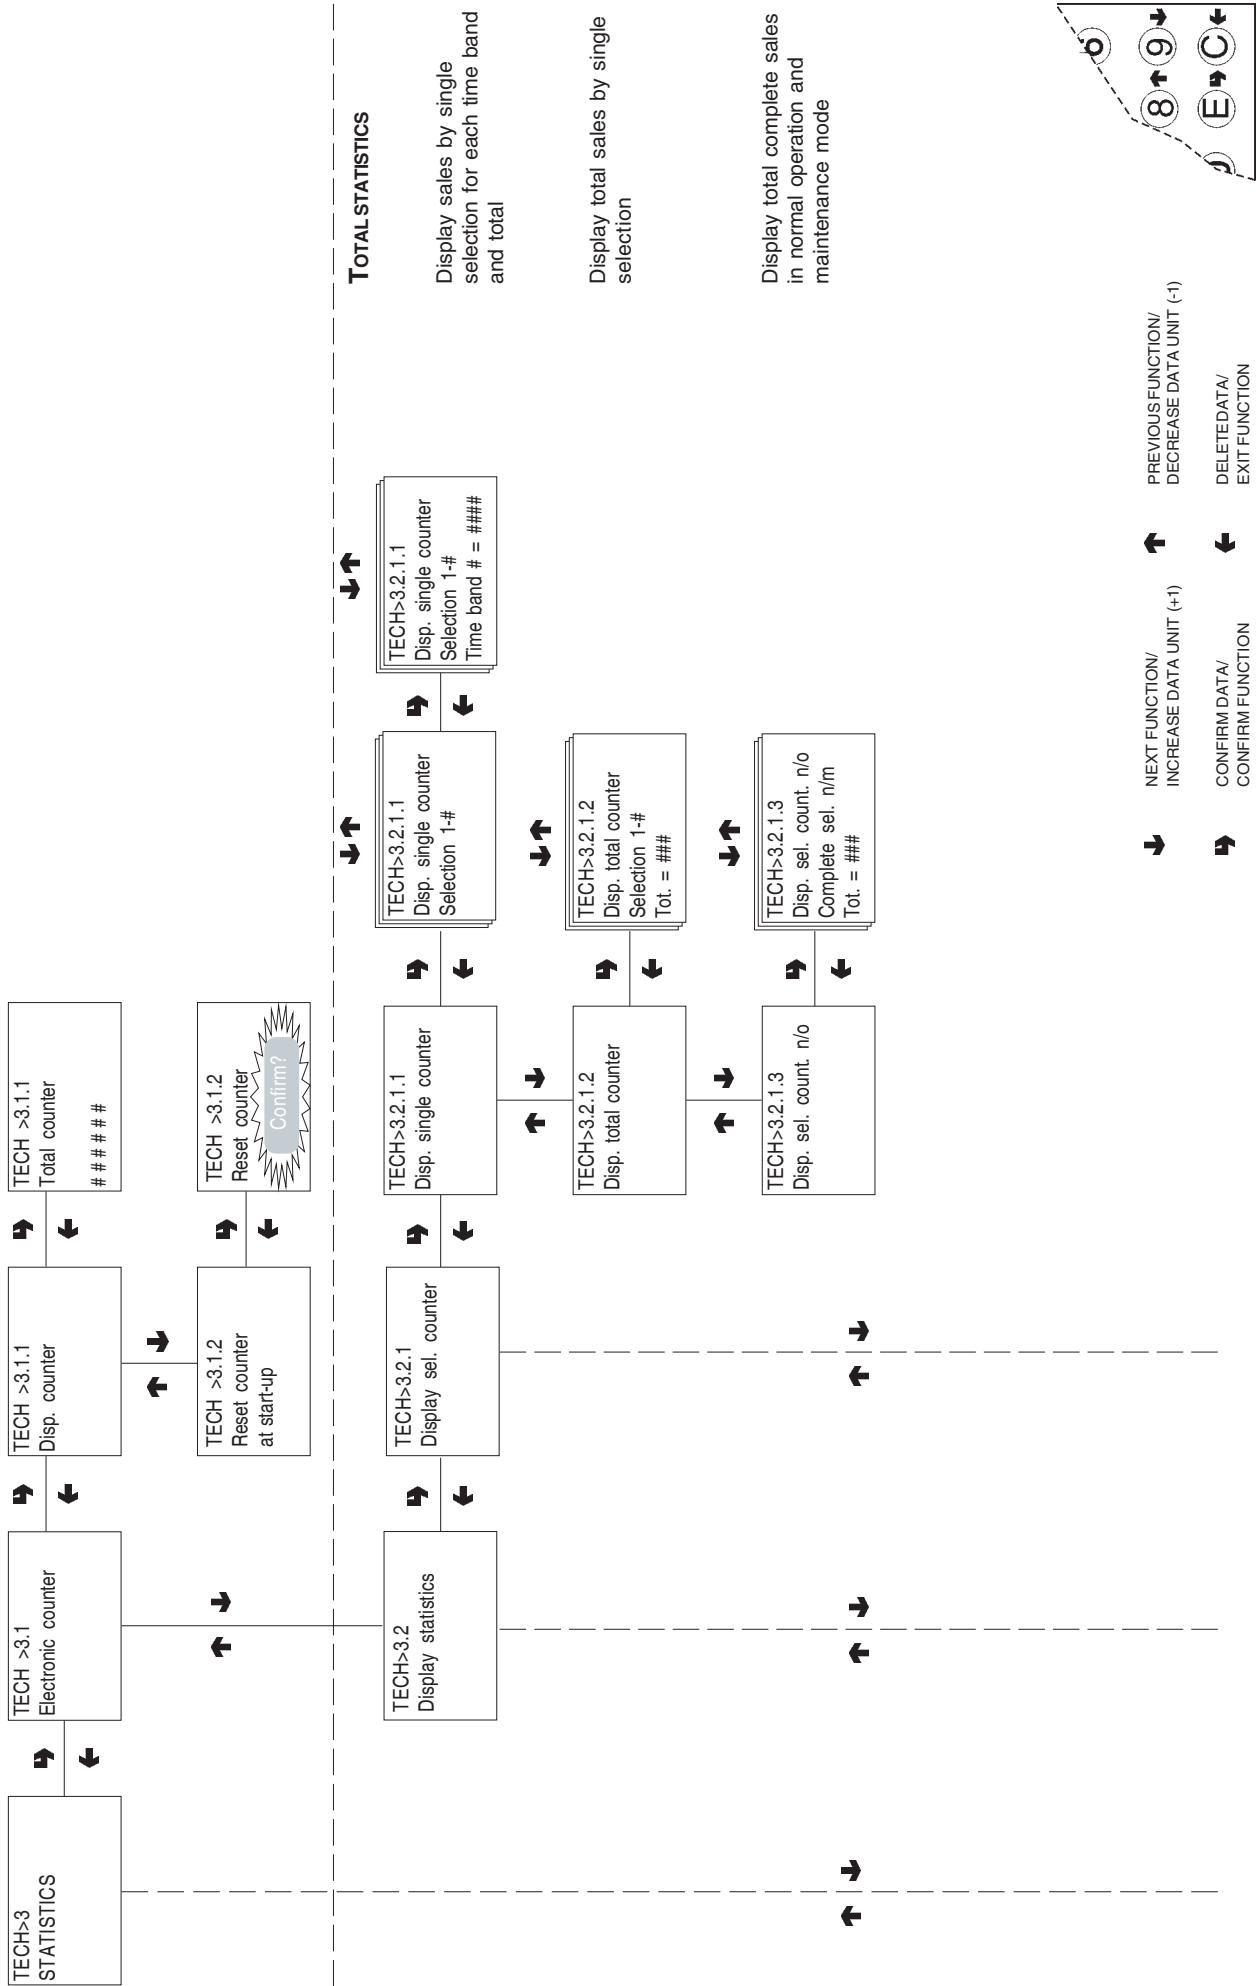 TECH>3
STATISTICS
TECH >3.1
Electronic counter
TECH >3.1.1
Disp. counter
TECH >3.1.1
Total counter
# # # # # #
TECH >3.1.2
Reset counter
at start-up
TECH >3.1.2
Reset counter
Confirm?
TOTAL STATISTICS
TECH>3.2
Display statistics
TECH>3.2.1
Display sel. counter
TECH>3.2.1.1
Disp. single counter
TECH>3.2.1.1
Disp. single counter
Selection 1-#
TECH>3.2.1.1
Disp. single counter
Selection 1-#
Time band # = ####
Display sales by single
selection for each time band
and total
TECH>3.2.1.2
Disp. total counter
TECH>3.2.1.2
Disp. total counter
Selection 1-#
Tot. = ###
Display total sales by single
selection
TECH>3.2.1.3
Disp. sel. count. n/o
TECH>3.2.1.3
Disp. sel. count. n/o
Complete sel. n/m
Tot. = ###
Display total complete sales
in normal operation and
maintenance mode
NEXT FUNCTION/
INCREASE DATA UNIT (+1)
PREVIOUS FUNCTION/
DECREASE DATA UNIT (-1)
CONFIRM DATA/
CONFIRM FUNCTION
DELETE DATA/
EXIT FUNCTION
6
8 9
E C